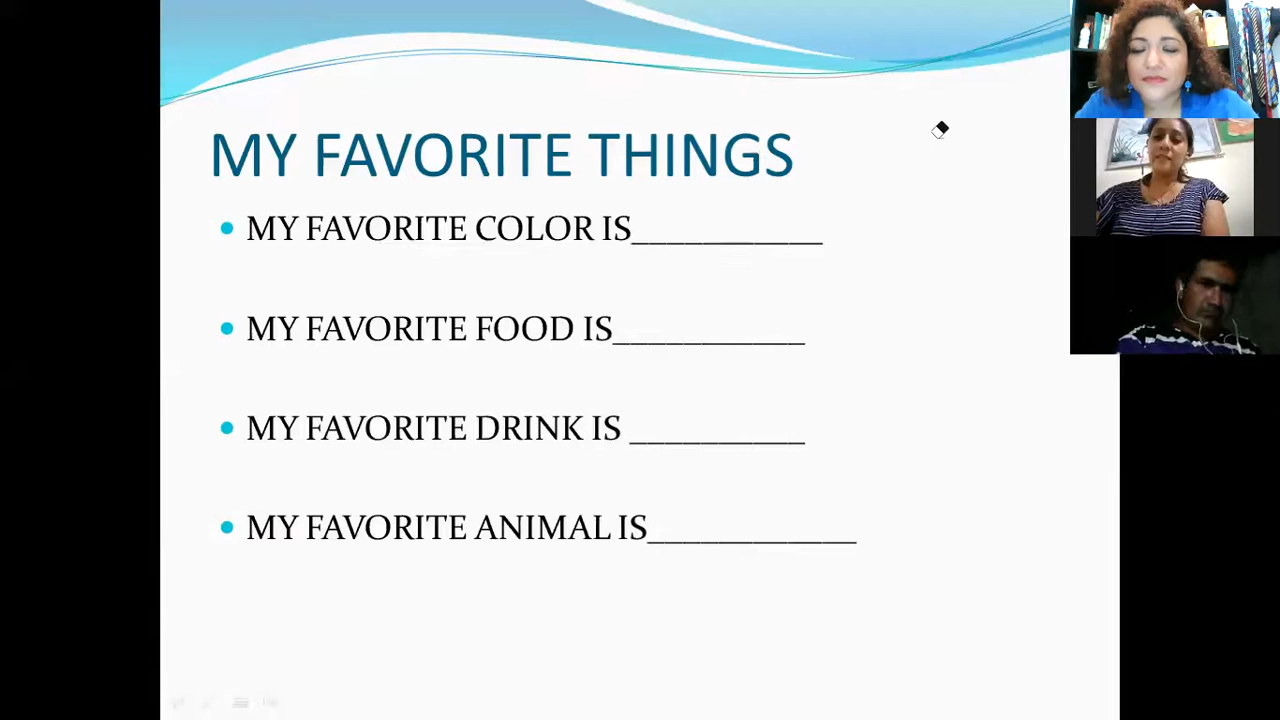 MY FAVORITE THINGS
MY FAVORITE COLOR IS___________
MY FAVORITE FOOD IS___________
MY FAVORITE DRINK IS __________
MY FAVORITE ANIMAL IS____________